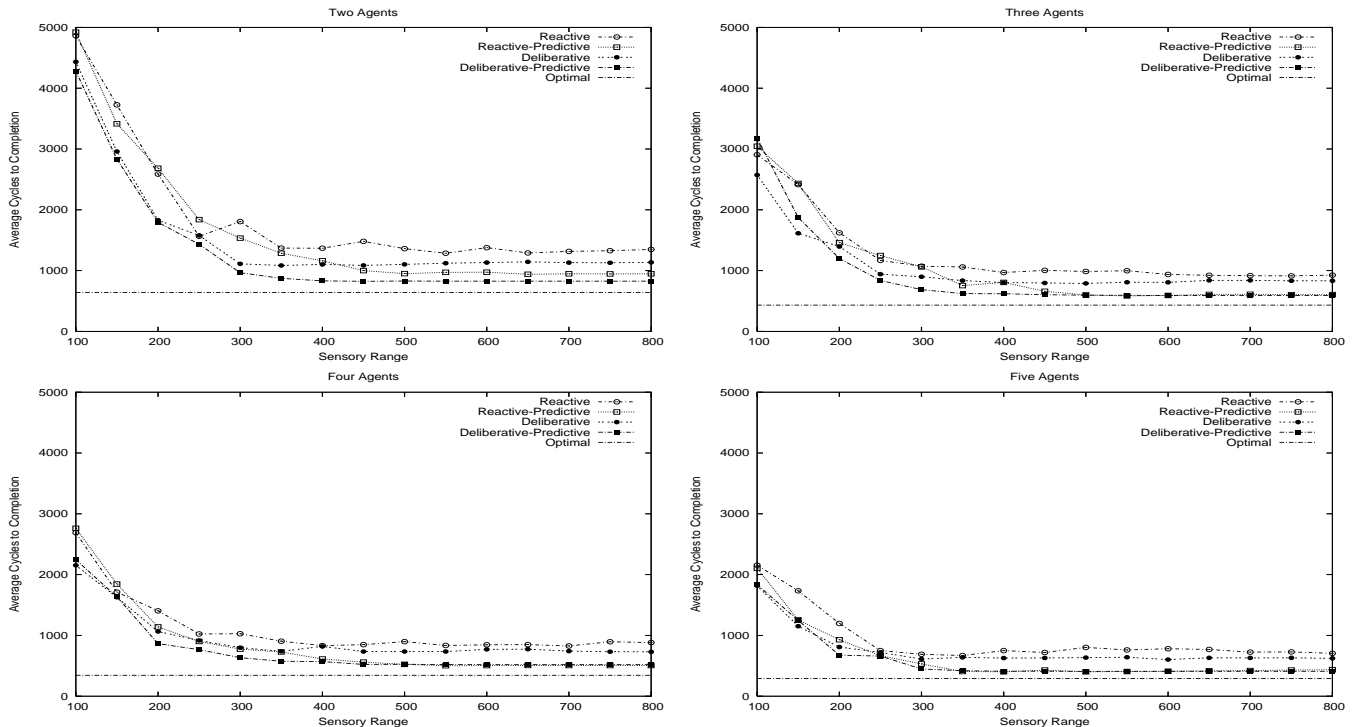 Two Agents
5000
4000
3000
2000
1000
0
Average Cycles to Completion
Reactive
Reactive-Predictive
Deliberative
Deliberative-Predictive
Optimal
100 200 300 400 500 600 700 800
Sensory Range
Three Agents
5000
4000
3000
2000
1000
0
Average Cycles to Completion
Reactive
Reactive-Predictive
Deliberative
Deliberative-Predictive
Optimal
100 200 300 400 500 600 700 800
Sensory Range
Four Agents
5000
4000
3000
2000
1000
0
Average Cycles to Completion
Reactive
Reactive-Predictive
Deliberative
Deliberative-Predictive
Optimal
100 200 300 400 500 600 700 800
Sensory Range
Five Agents
5000
4000
3000
2000
1000
0
Average Cycles to Completion
Reactive
Reactive-Predictive
Deliberative
Deliberative-Predictive
Optimal
100 200 300 400 500 600 700 800
Sensory Range